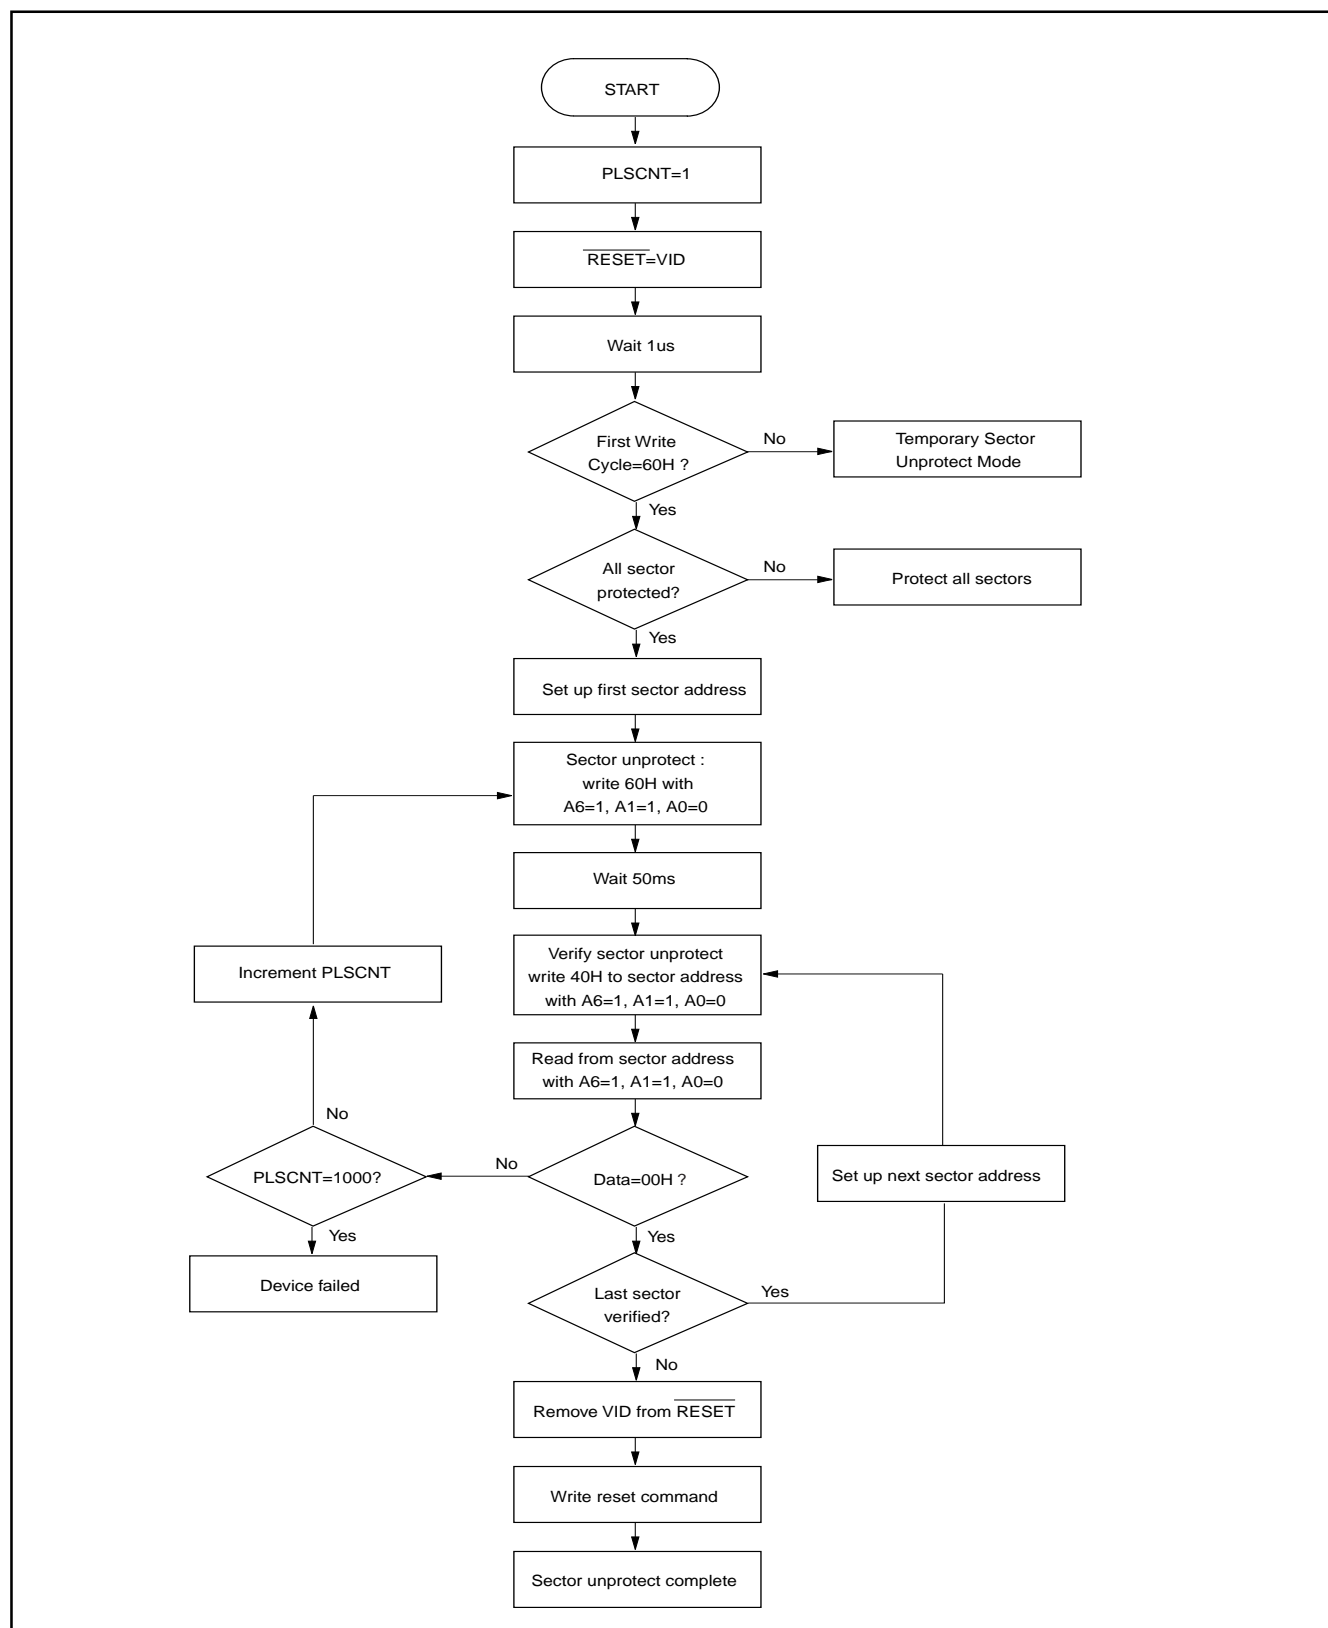 START
PLSCNT=1
RESET=VID
Wait 1us
First Write
Cycle=60H ?
No
Temporary Sector
Unprotect Mode
Yes
All sector
protected?
No
Protect all sectors
Yes
Set up first sector address
Sector unprotect :
write 60H with
A6=1, A1=1, A0=0
Wait 50ms
Increment PLSCNT
Verify sector unprotect
write 40H to sector address
with A6=1, A1=1, A0=0
Read from sector address
with A6=1, A1=1, A0=0
No
PLSCNT=1000?
No
Data=00H ?
Set up next sector address
Yes
Yes
Device failed
Last sector
verified?
Yes
No
Remove VID from RESET
Write reset command
Sector unprotect complete